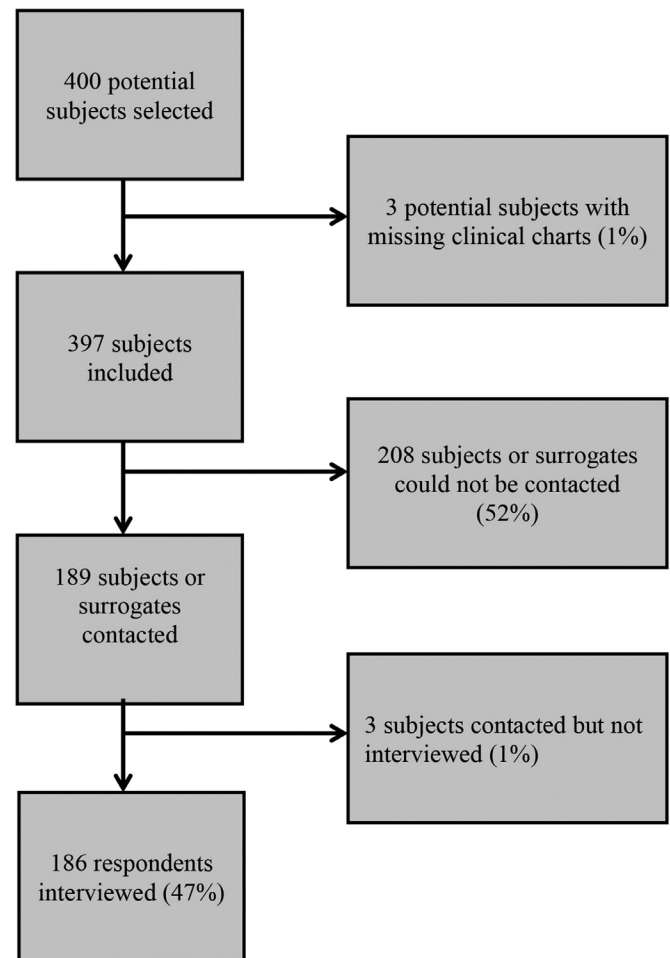 400 potential
subjects selected
3 potential subjects with
missing clinical charts (1%)
397 subjects
included
208 subjects or surrogates
could not be contacted
(52%)
189 subjects or
surrogates
contacted
3 subjects contacted but not
interviewed (1%)
186 respondents
interviewed (47%)